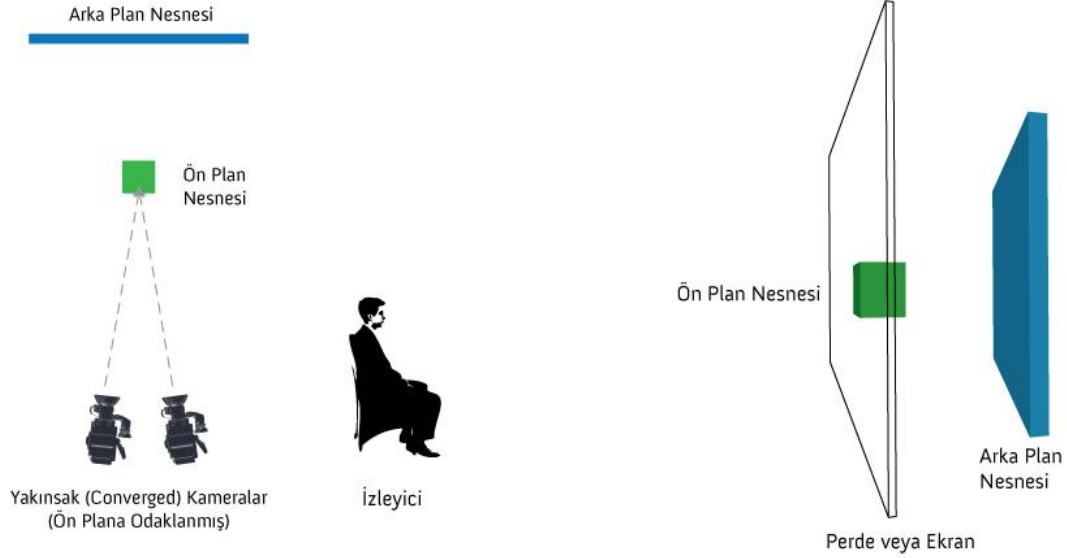 Arka Plan Nesnesi
Ön Plan
Nesnesi
Yakınsak (Converged) Kameralar
(Ön Plana Odaklanmış)
İzleyici
Ön Plan Nesnesi
Arka Plan
Nesnesi
Perde veya Ekran